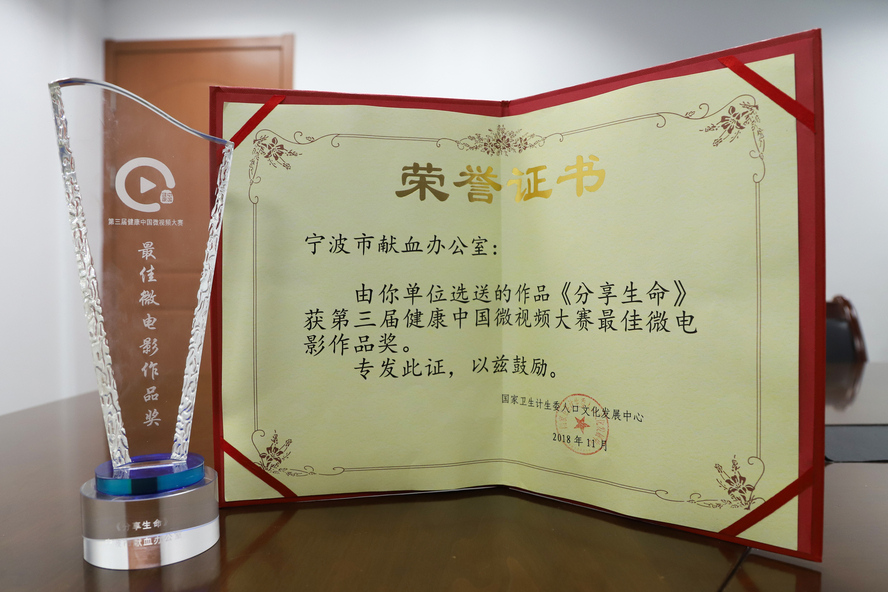 第三届健康中国微视频大赛
最佳微电影作品奖
《分享生命》
献血办公
荣誉证书
宁波市献血办公室：
由你单位选送的作品《分享生命》
获第三届健康中国微视频大赛最佳微电
影作品奖。
专发此证，以兹鼓励。
国家卫生计生委人口文化发展中心
2018年11月